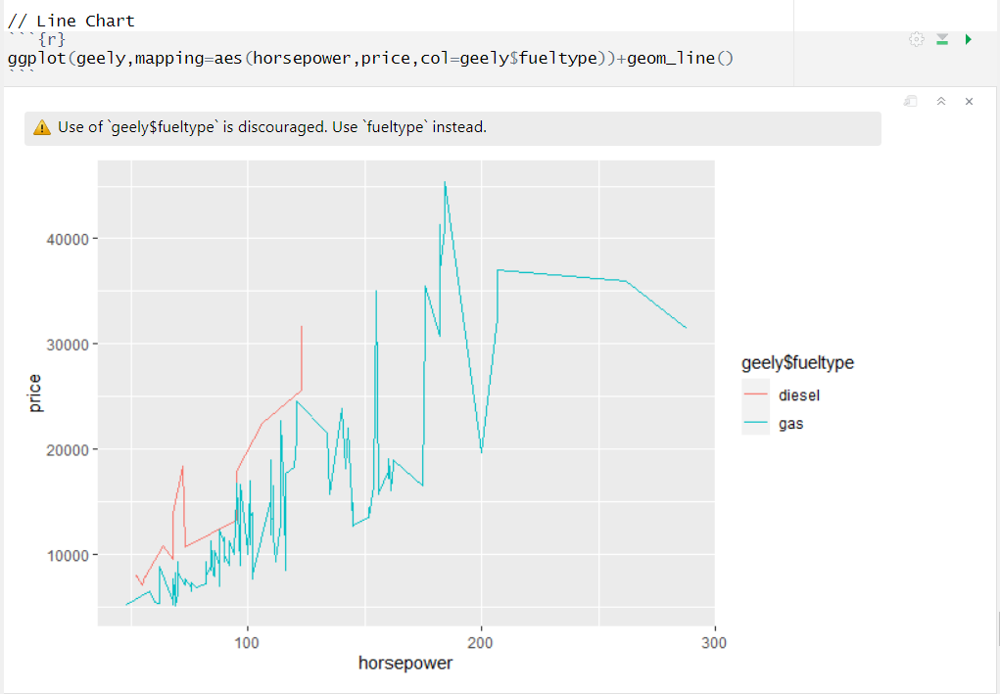 // Line Chart
```{r}
ggplot(geely,mapping=aes(horsepower,price,col=geely$fueltype))+geom_line()
```
Use of `geely$fueltype` is discouraged. Use `fueltype` instead.
40000
30000
20000
10000
price
100
200
300
horsepower
geely$fueltype
diesel
gas